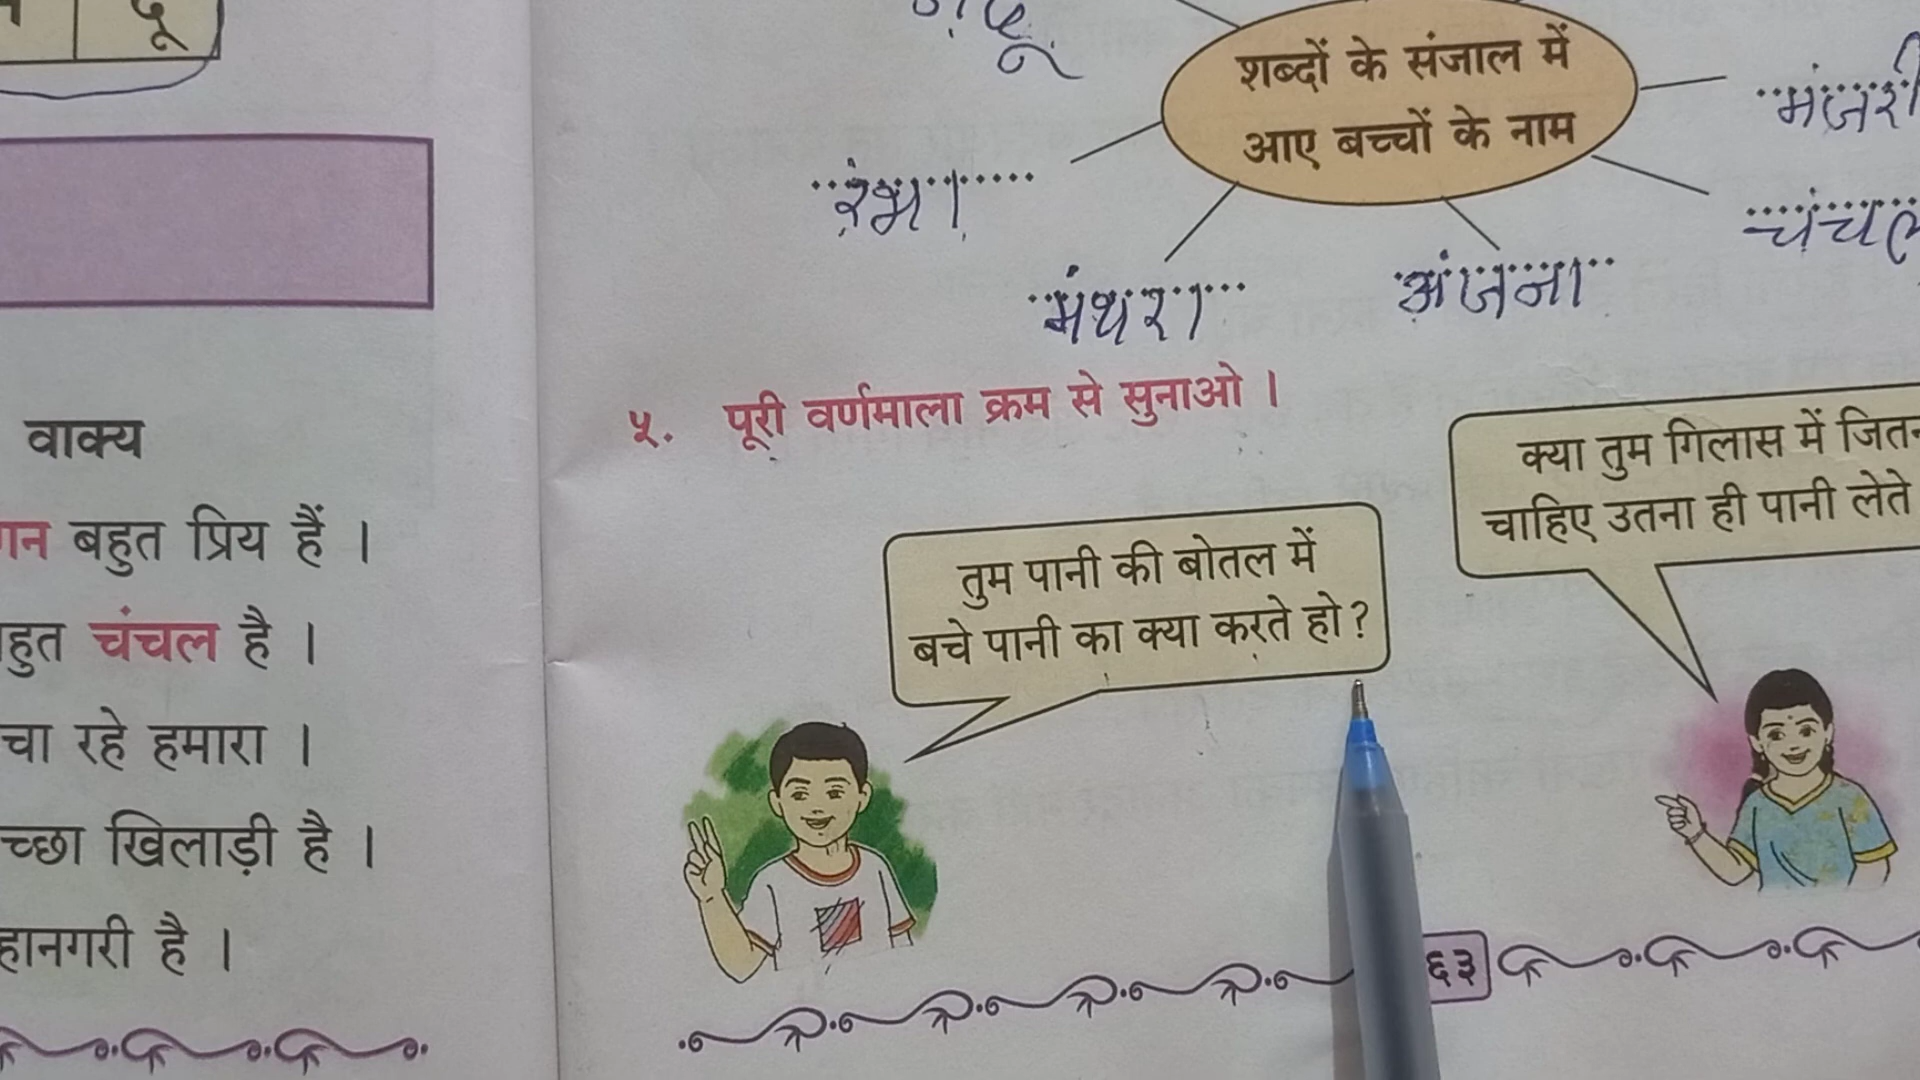 दू
वाक्य
बहुत प्रिय हैं ।
चंचल है ।
रहे हमारा ।
खिलाड़ी है ।
है ।
शब्दों के संजाल में
आए बच्चों के नाम
रंभा
मंथरा
अंजना
मंजरी
५. पूरी वर्णमाला क्रम से सुनाओ ।
तुम पानी की बोतल में
बचे पानी का क्या करते हो?
क्या तुम गिलास में
चाहिए उतना ही पानी लेते
६३